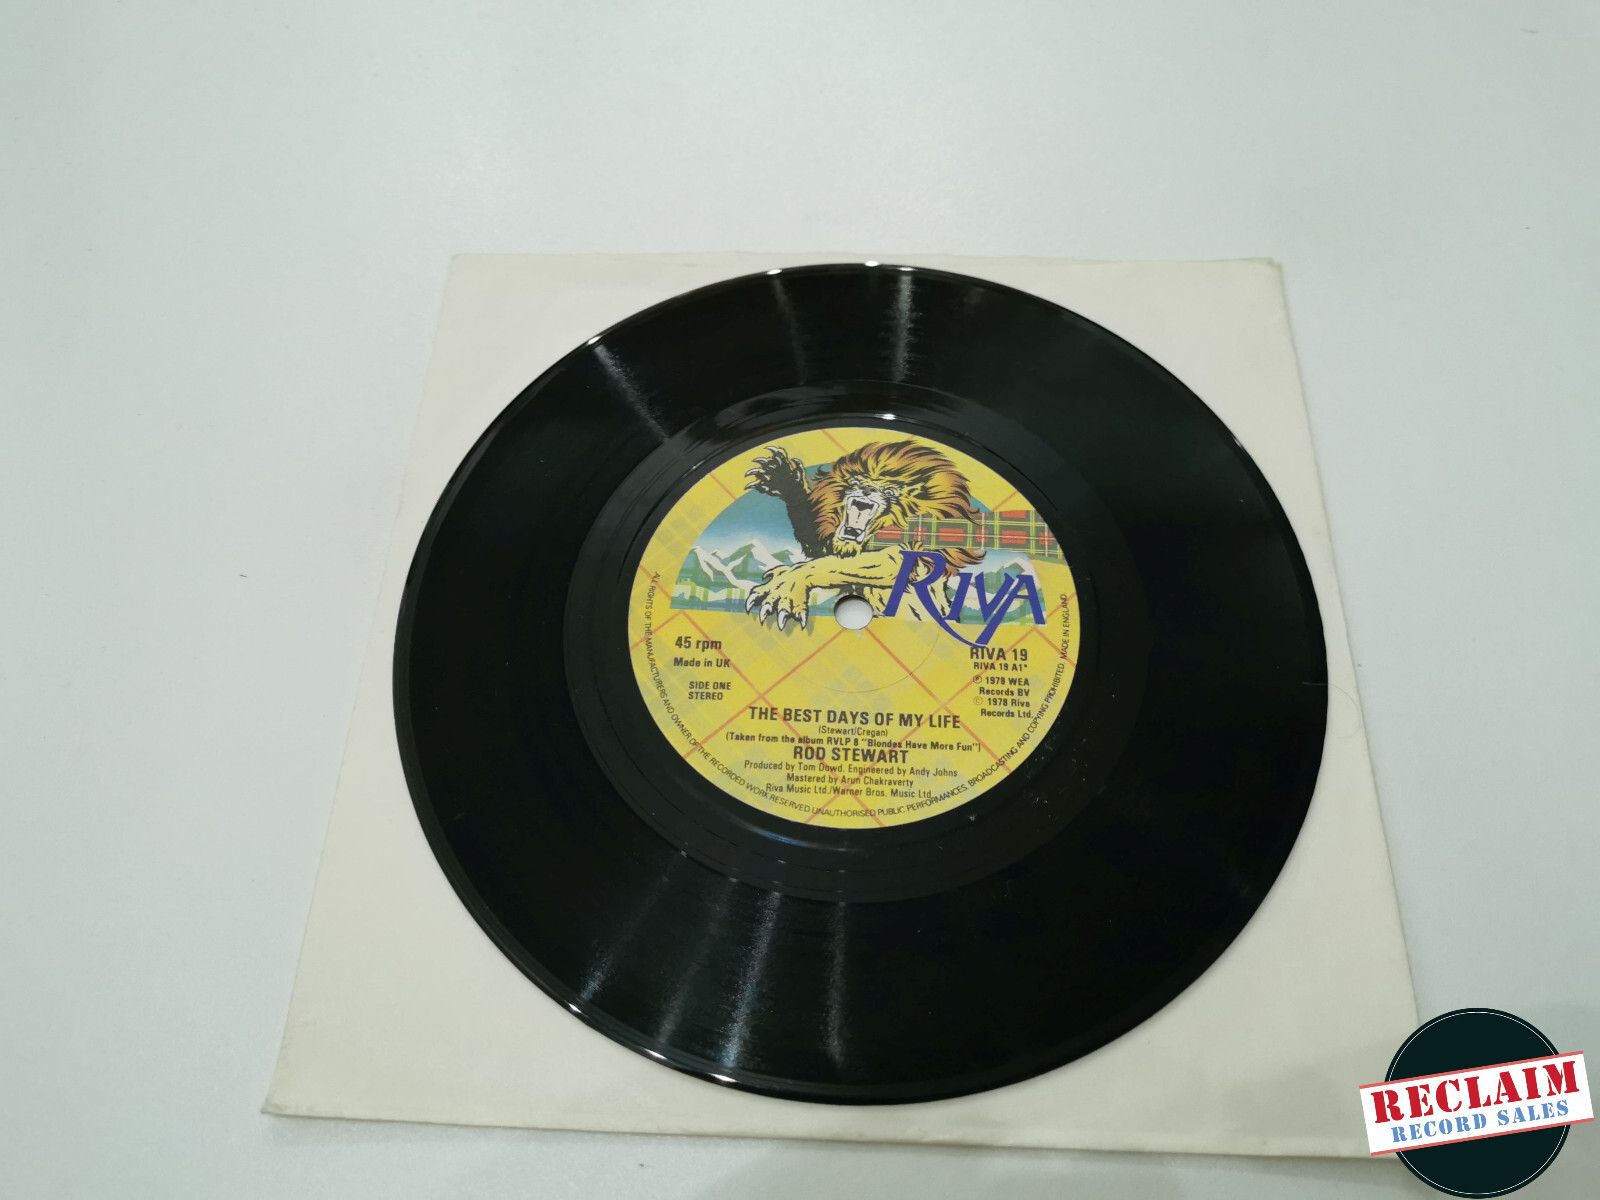 RIVA
45 rpm
Made in UK
SIDE ONE
STEREO
RIVA 19
RIVA 19 A1*
℗ 1978 WEA
Records BV
© 1978 Riva
Records Ltd.
THE BEST DAYS OF MY LIFE
(Stewart/Cregan)
(Taken from the album RVLP 8 "Blondes Have More Fun")
ROD STEWART
Produced by Tom Dowd. Engineered by Andy Johns
Mastered by Arun Chakraverty
Riva Music Ltd./Warner Bros. Music Ltd.
ALL RIGHTS OF THE MANUFACTURERS AND OWNER OF THE RECORDED WORK RESERVED. UNAUTHORISED PUBLIC PERFORMANCES, BROADCASTING AND COPYING PROHIBITED. MADE IN ENGLAND
RECLAIM
RECORD SALES